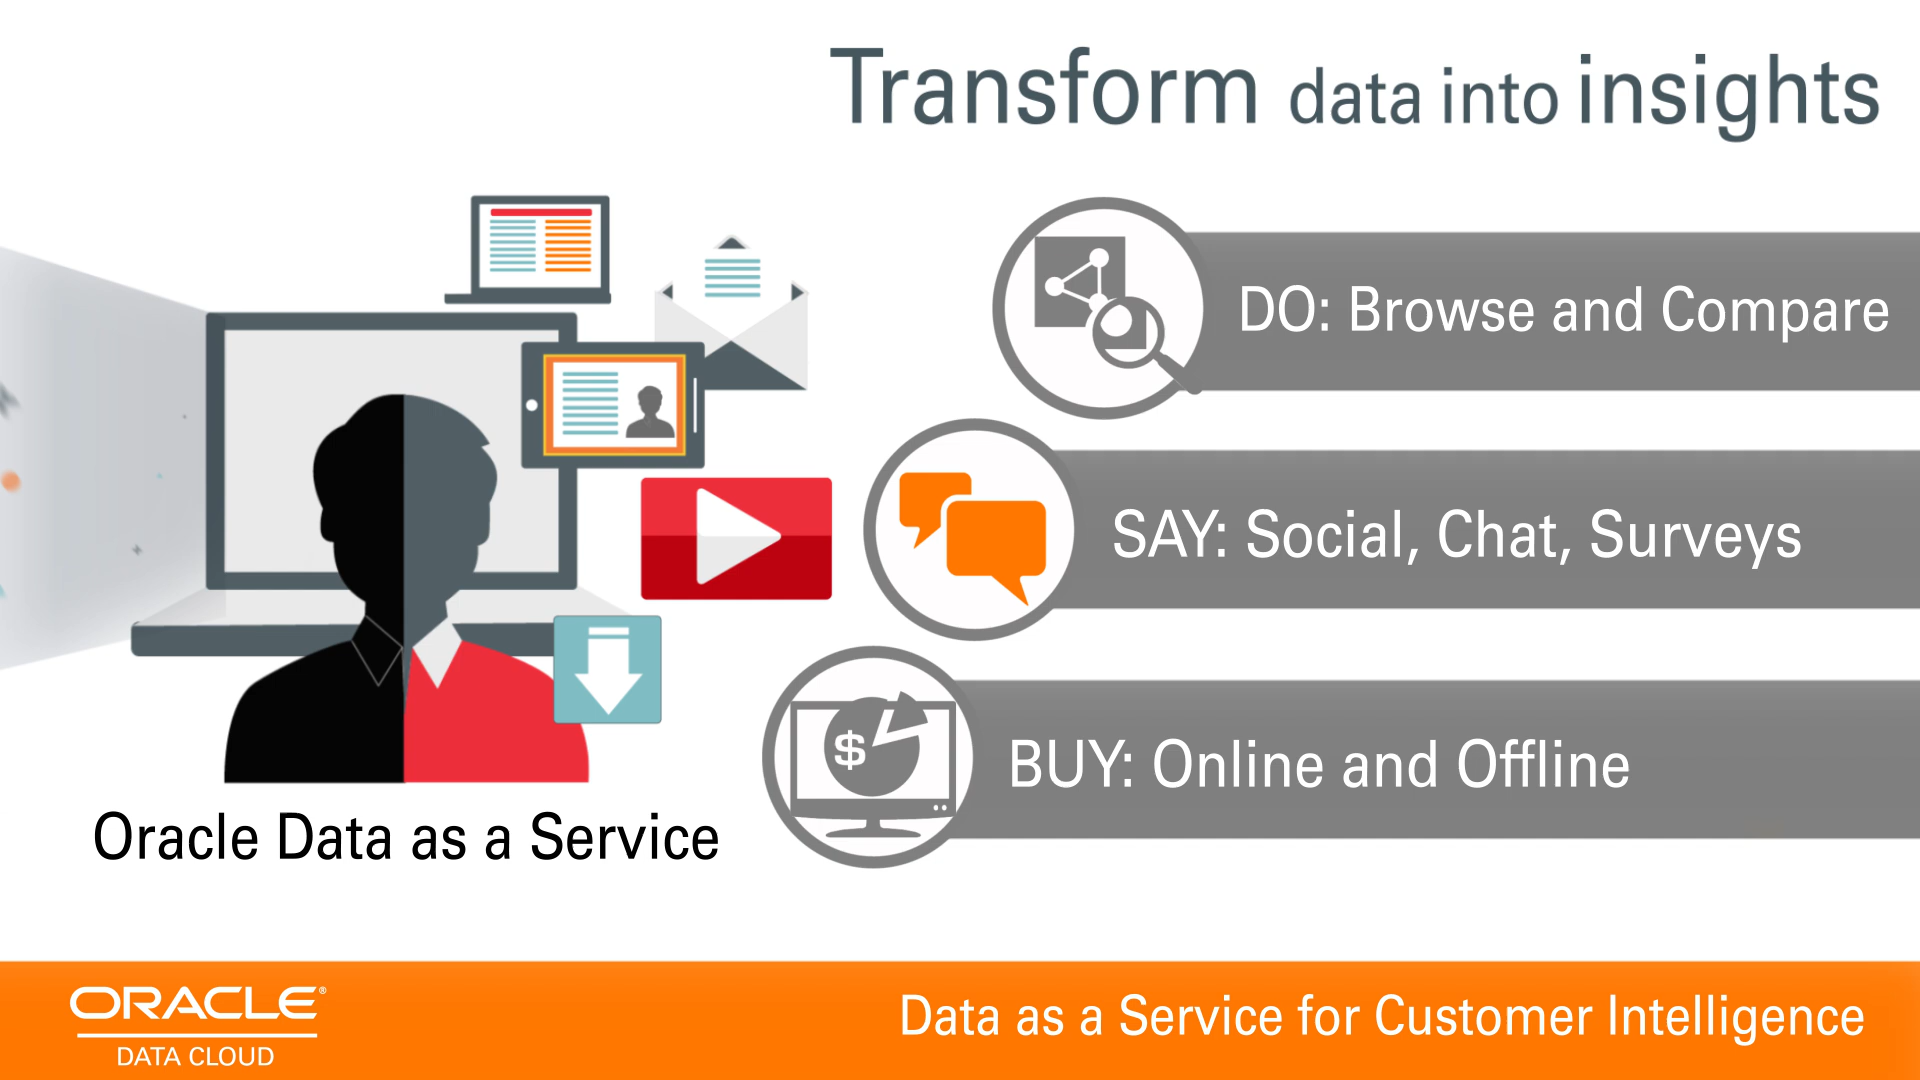 Transform data into insights
DO: Browse and Compare
SAY: Social, Chat, Surveys
$
BUY: Online and Offline
Oracle Data as a Service
ORACLE®
DATA CLOUD
Data as a Service for Customer Intelligence